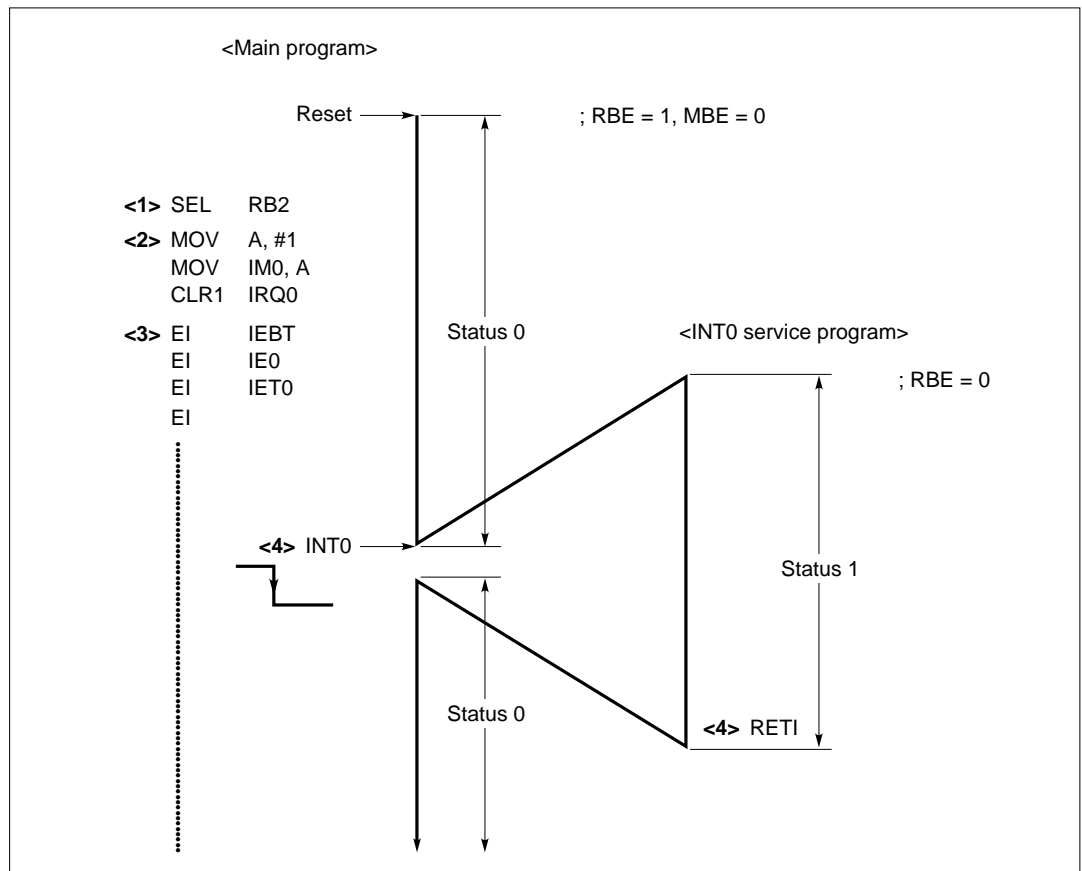 <Main program>
Reset
; RBE = 1, MBE = 0
<1> SEL RB2
<2> MOV A, #1
MOV IM0, A
CLR1 IRQ0
<3> EI IEBT
Status 0
<INT0 service program>
EI IE0
EI IET0
; RBE = 0
EI
<4> INT0
Status 1
Status 0
<4> RETI